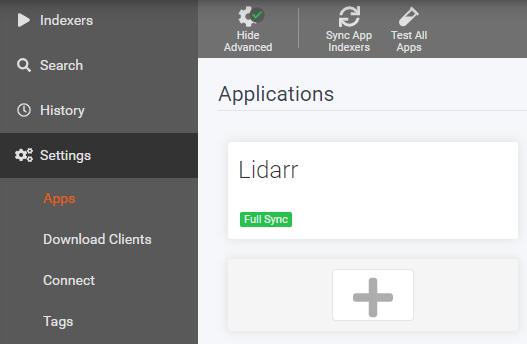 Indexers
Search
History
Settings
Apps
Download Clients
Connect
Tags
Hide
Advanced
Sync App
Indexers
Test All
Apps
Applications
Lidarr
Full Sync